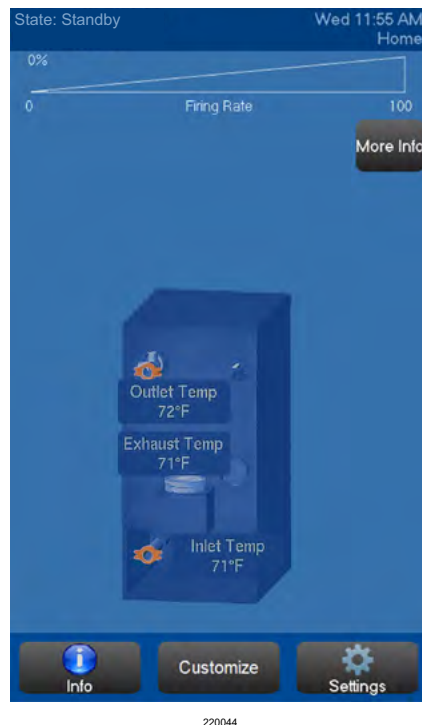 State: Standby
Wed 11:55 AM
Home
0%
0 Firing Rate 100
More Info
Outlet Temp
72°F
Exhaust Temp
71°F
Inlet Temp
71°F
Info
Customize
Settings
220044